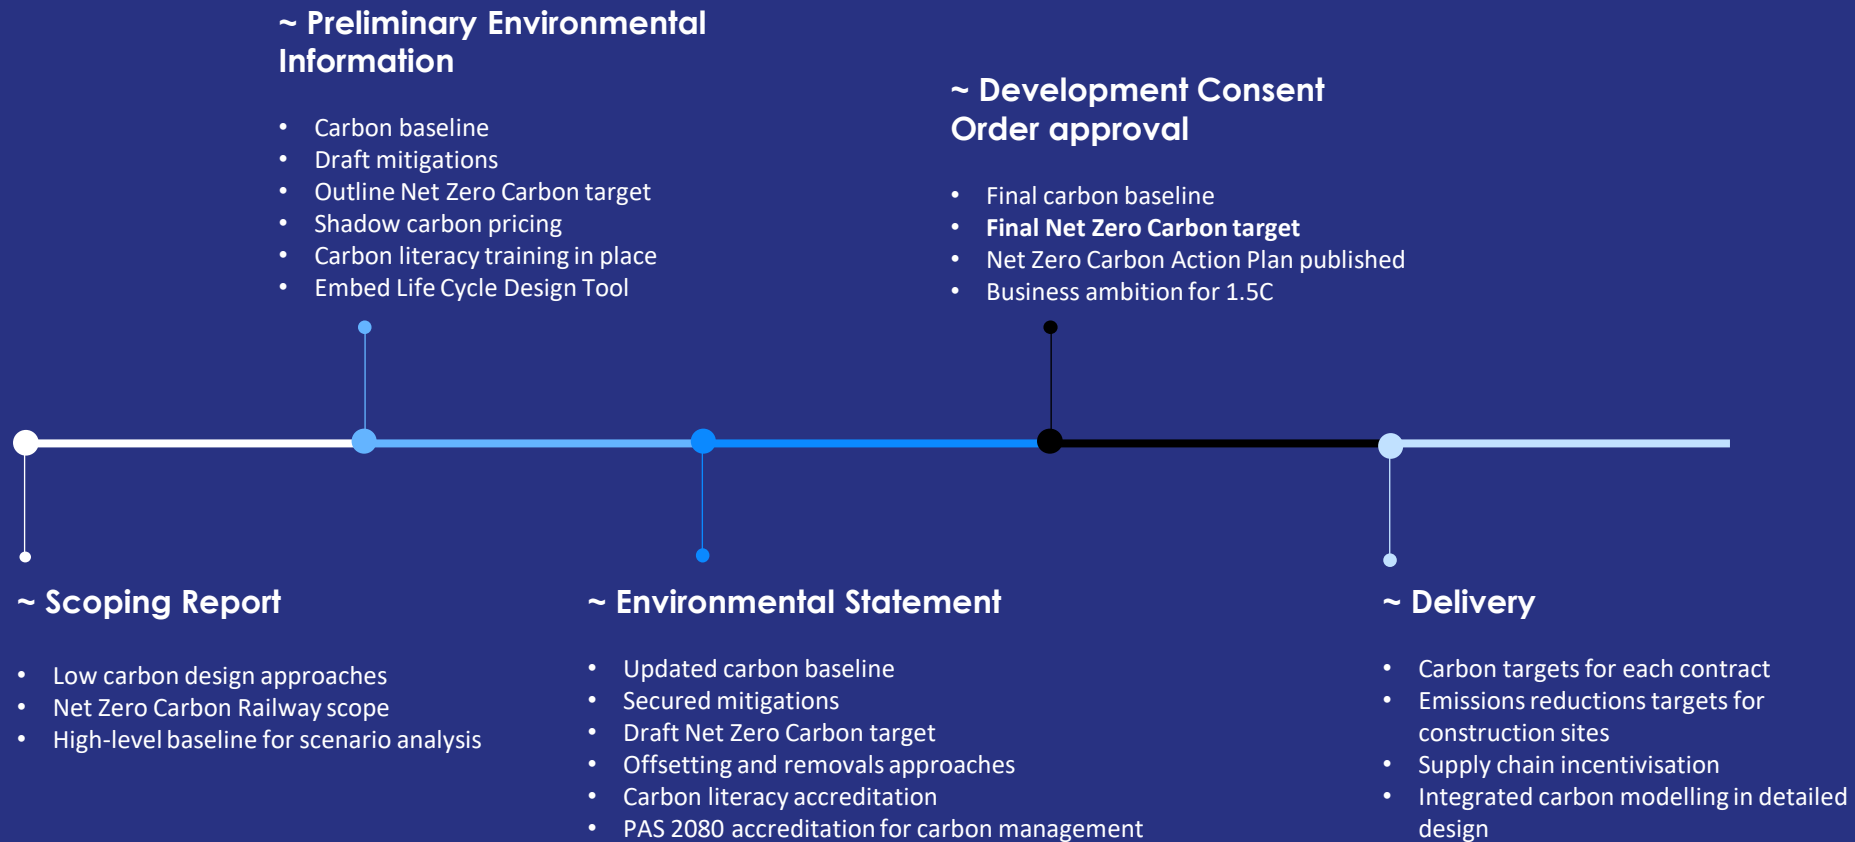 ~ Preliminary Environmental
Information
• Carbon baseline
• Draft mitigations
• Outline Net Zero Carbon target
• Shadow carbon pricing
• Carbon literacy training in place
• Embed Life Cycle Design Tool
~ Development Consent
Order approval
• Final carbon baseline
• Final Net Zero Carbon target
• Net Zero Carbon Action Plan published
• Business ambition for 1.5C
~ Scoping Report
• Low carbon design approaches
• Net Zero Carbon Railway scope
• High-level baseline for scenario analysis
~ Environmental Statement
• Updated carbon baseline
• Secured mitigations
• Draft Net Zero Carbon target
• Offsetting and removals approaches
• Carbon literacy accreditation
• PAS 2080 accreditation for carbon management
~ Delivery
• Carbon targets for each contract
• Emissions reductions targets for
construction sites
• Supply chain incentivisation
• Integrated carbon modelling in detailed
design